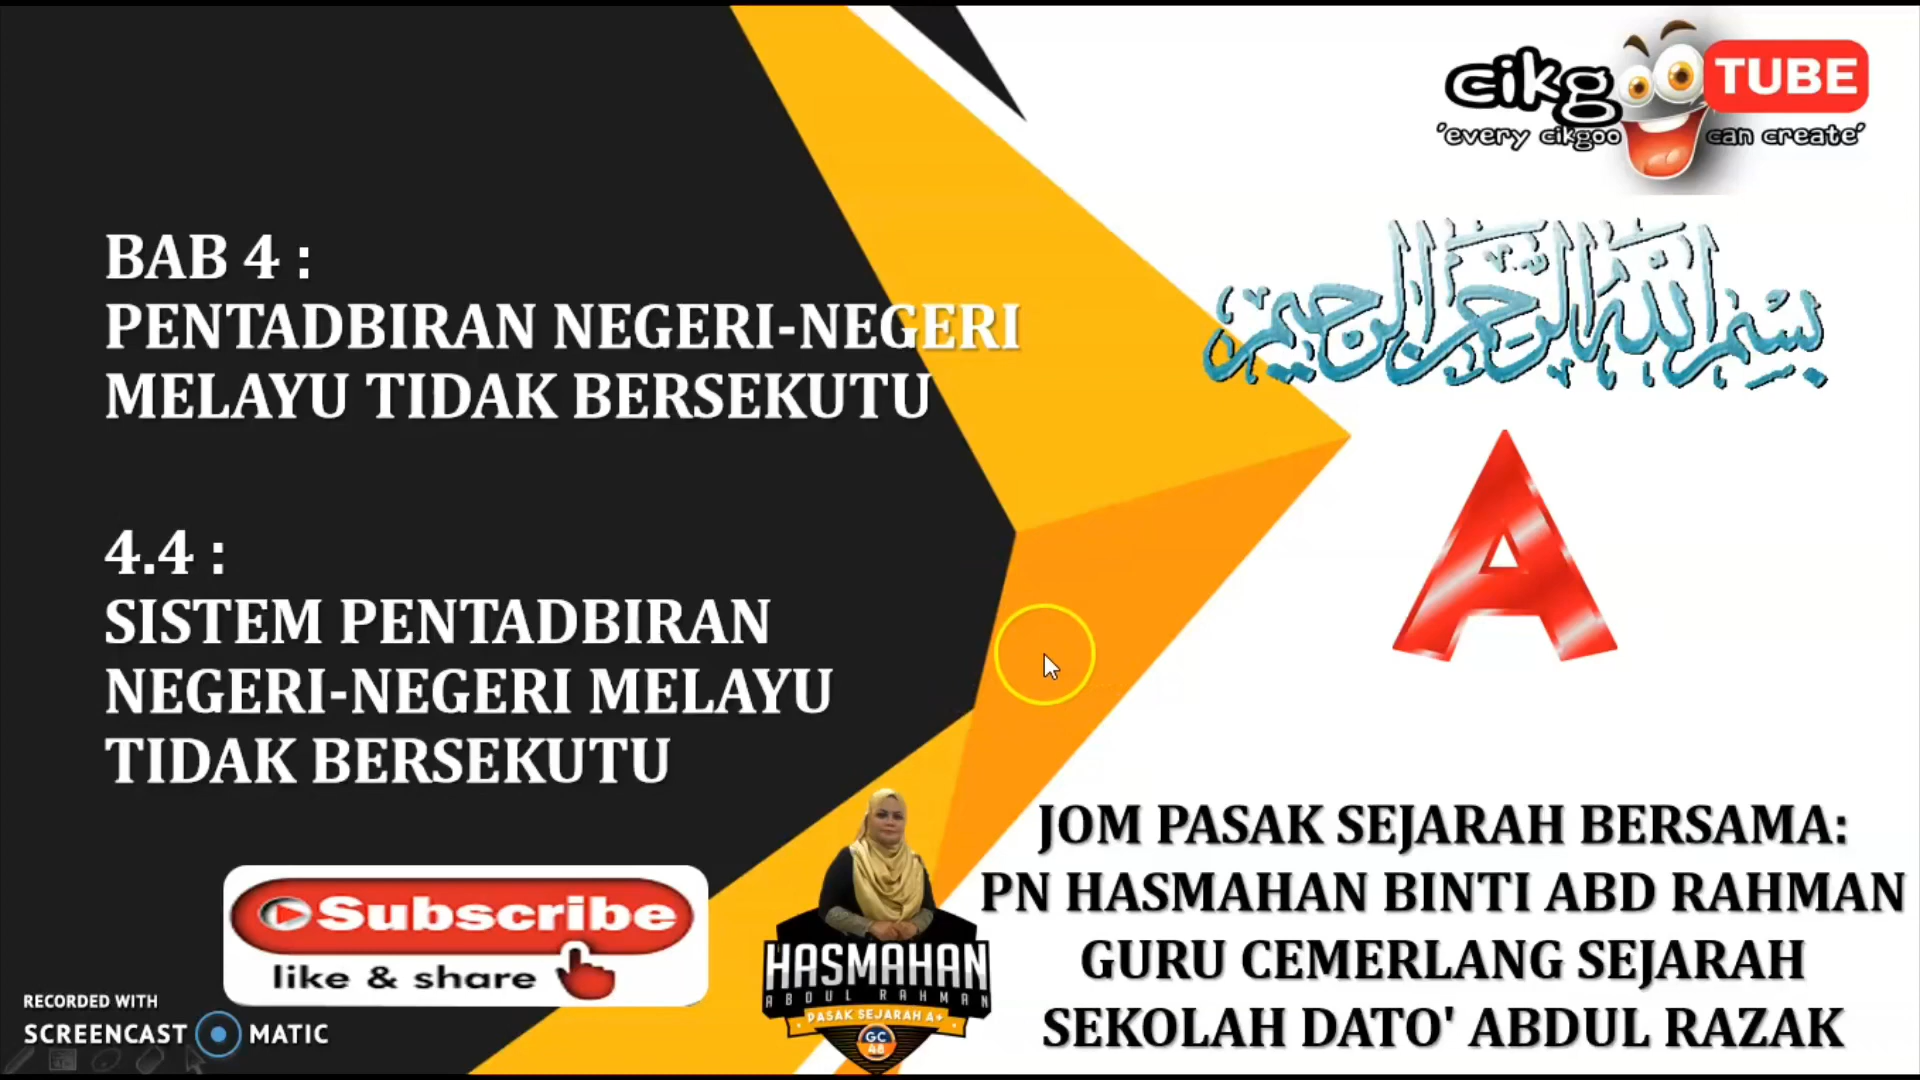 cikgoo TUBE
'every cikgoo can create'
بسم الله الرحمن الرحيم
BAB 4 :
PENTADBIRAN NEGERI-NEGERI
MELAYU TIDAK BERSEKUTU
A
4.4 :
SISTEM PENTADBIRAN
NEGERI-NEGERI MELAYU
TIDAK BERSEKUTU
JOM PASAK SEJARAH BERSAMA:
PN HASMAHAN BINTI ABD RAHMAN
GURU CEMERLANG SEJARAH
SEKOLAH DATO' ABDUL RAZAK
Subscribe
like & share
HASMAHAN
ABDUL RAHMAN
PASAK SEJARAH A+
GC
48
RECORDED WITH
SCREENCAST MATIC